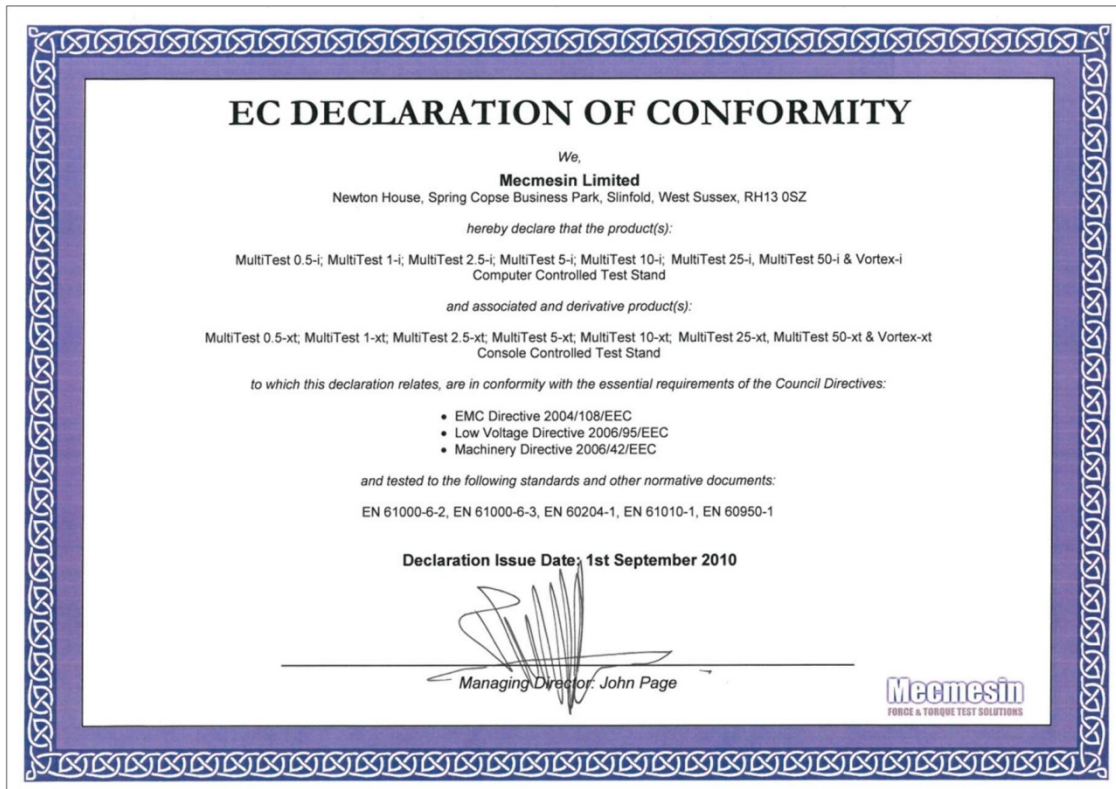 EC DECLARATION OF CONFORMITY
We,
Mecmesin Limited
Newton House, Spring Copse Business Park, Slinfold, West Sussex, RH13 0SZ
hereby declare that the product(s):
MultiTest 0.5-i; MultiTest 1-i; MultiTest 2.5-i; MultiTest 5-i; MultiTest 10-i; MultiTest 25-i, MultiTest 50-i & Vortex-i
Computer Controlled Test Stand
and associated and derivative product(s):
MultiTest 0.5-xt; MultiTest 1-xt; MultiTest 2.5-xt; MultiTest 5-xt; MultiTest 10-xt; MultiTest 25-xt, MultiTest 50-xt & Vortex-xt
Console Controlled Test Stand
to which this declaration relates, are in conformity with the essential requirements of the Council Directives:
• EMC Directive 2004/108/EEC
• Low Voltage Directive 2006/95/EEC
• Machinery Directive 2006/42/EEC
and tested to the following standards and other normative documents:
EN 61000-6-2, EN 61000-6-3, EN 60204-1, EN 61010-1, EN 60950-1
Declaration Issue Date: 1st September 2010
Managing Director: John Page
Mecmesin
FORCE & TORQUE TEST SOLUTIONS